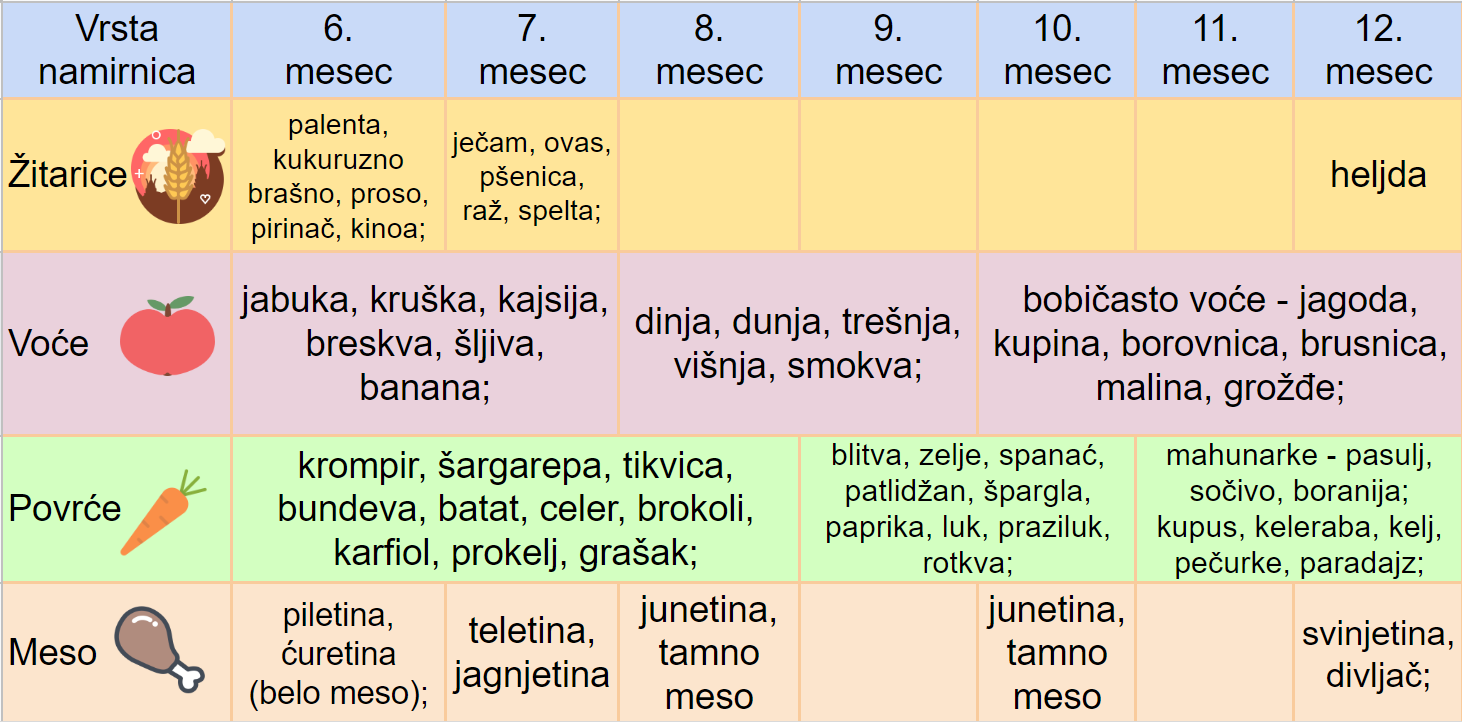 Vrsta
namirnica
6.
mesec
7.
mesec
8.
mesec
9.
mesec
10.
mesec
11.
mesec
12.
mesec
Žitarice
palenta,
kukuruzno
brašno, proso,
pirinač, kinoa;
ječam, ovas,
pšenica,
raž, spelta;
heljda
Voće
jabuka, kruška, kajsija,
breskva, šljiva,
banana;
dinja, dunja, trešnja,
višnja, smokva;
bobičasto voće - jagoda,
kupina, borovnica, brusnica,
malina, grožđe;
Povrće
krompir, šargarepa, tikvica,
bundeva, batat, celer, brokoli,
karfiol, prokelj, grašak;
blitva, zelje, spanać,
patlidžan, špargla,
paprika, luk, praziluk,
rotkva;
mahunarke - pasulj,
sočivo, boranija;
kupus, keleraba, kelj,
pečurke, paradajz;
Meso
piletina,
ćuretina
(belo meso);
teletina,
jagnjetina
junetina,
tamno
meso
junetina,
tamno
meso
svinjetina,
divljač;